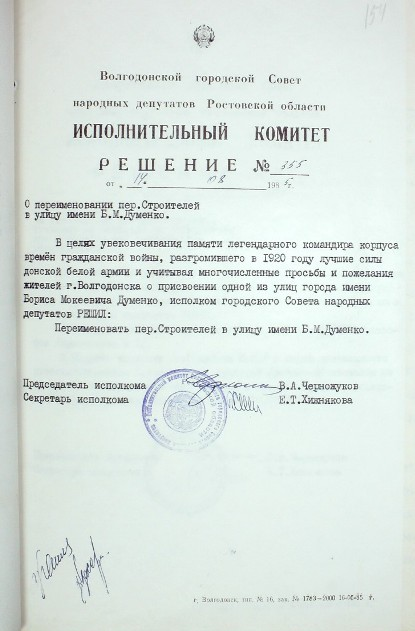 151
Волгодонской городской Совет
народных депутатов Ростовской области
ИСПОЛНИТЕЛЬНЫЙ КОМИТЕТ
РЕШЕНИЕ № 355
от „ 14. 08 198 5г.
О переименовании пер.Строителей
в улицу имени Б.М.Думенко.
В целях увековечивания памяти легендарного командира корпуса
времён гражданской войны, разгромившего в 1920 году лучшие силы
донской белой армии и учитывая многочисленные просьбы и пожелания
жителей г.Волгодонска о присвоении одной из улиц города имени
Бориса Мокеевича Думенко, исполком городского Совета народных
депутатов РЕШИЛ:
Переименовать пер.Строителей в улицу имени Б.М.Думенко.
Председатель исполкома В.А.Черножуков
Секретарь исполкома Е.Т.Хижнякова
г. Волгодонск, тип. № 16, зак. № 1783—2000 16-05-85 г.